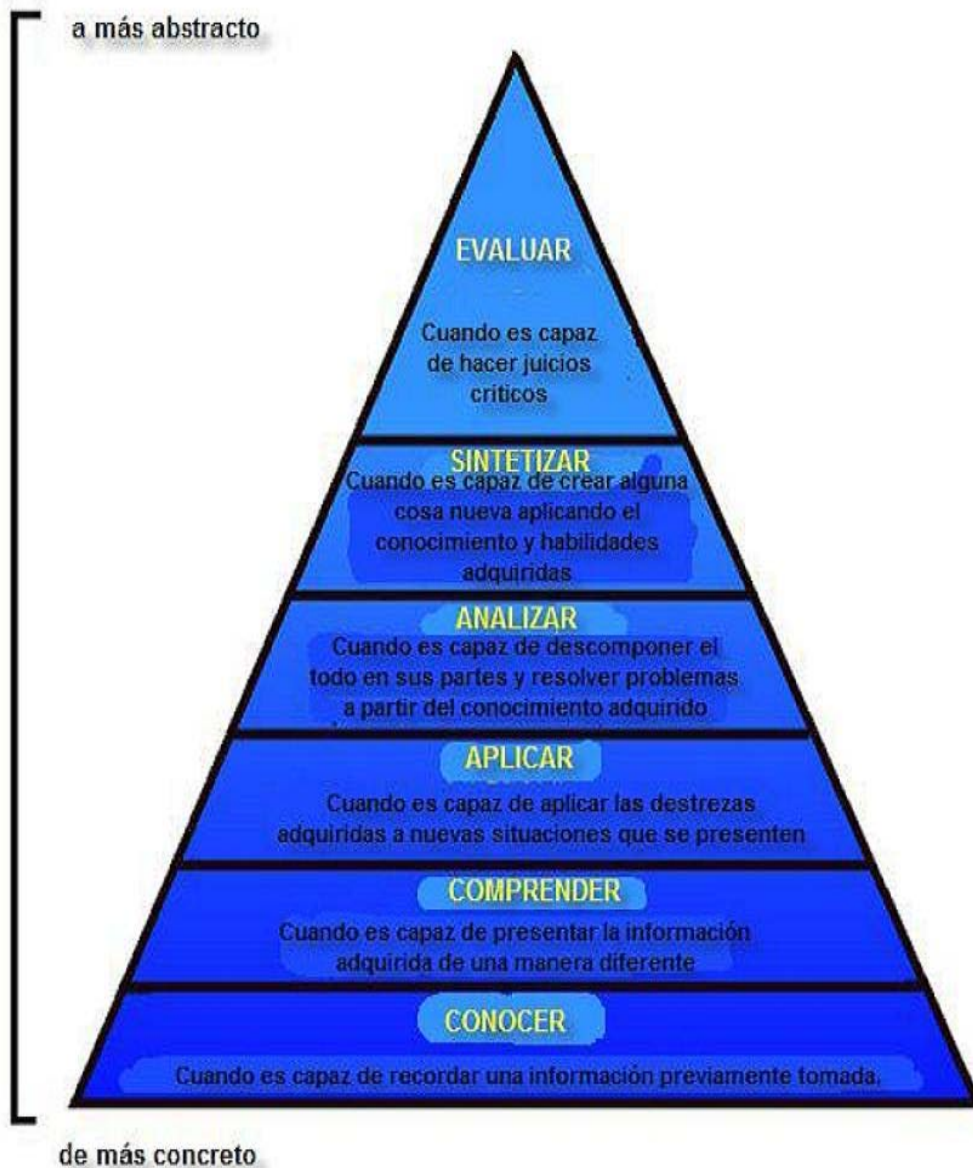 a más abstracto
EVALUAR
Cuando es capaz
de hacer juicios
criticos
SINTETIZAR
Cuando es capaz de crear alguna
cosa nueva aplicando el
conocimiento y habilidades
adquiridas
ANALIZAR
Cuando es capaz de descomponer el
todo en sus partes y resolver problemas
a partir del conocimiento adquirido
APLICAR
Cuando es capaz de aplicar las destrezas
adquiridas a nuevas situaciones que se presenten
COMPRENDER
Cuando es capaz de presentar la información
adquirida de una manera diferente
CONOCER
Cuando es capaz de recordar una información previamente tomada.
de más concreto